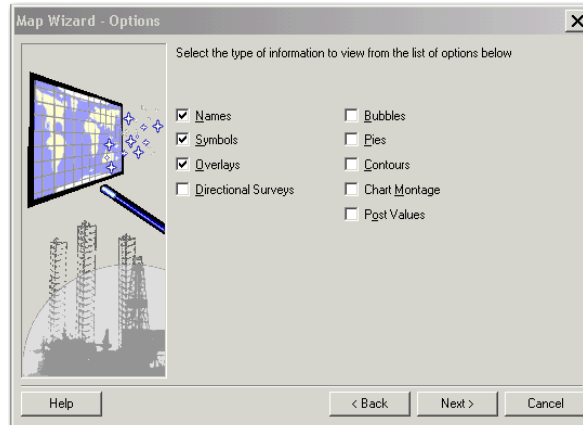 Map Wizard - Options
Select the type of information to view from the list of options below
Names
Symbols
Overlays
Directional Surveys
Bubbles
Pies
Contours
Chart Montage
Post Values
Help
< Back
Next >
Cancel